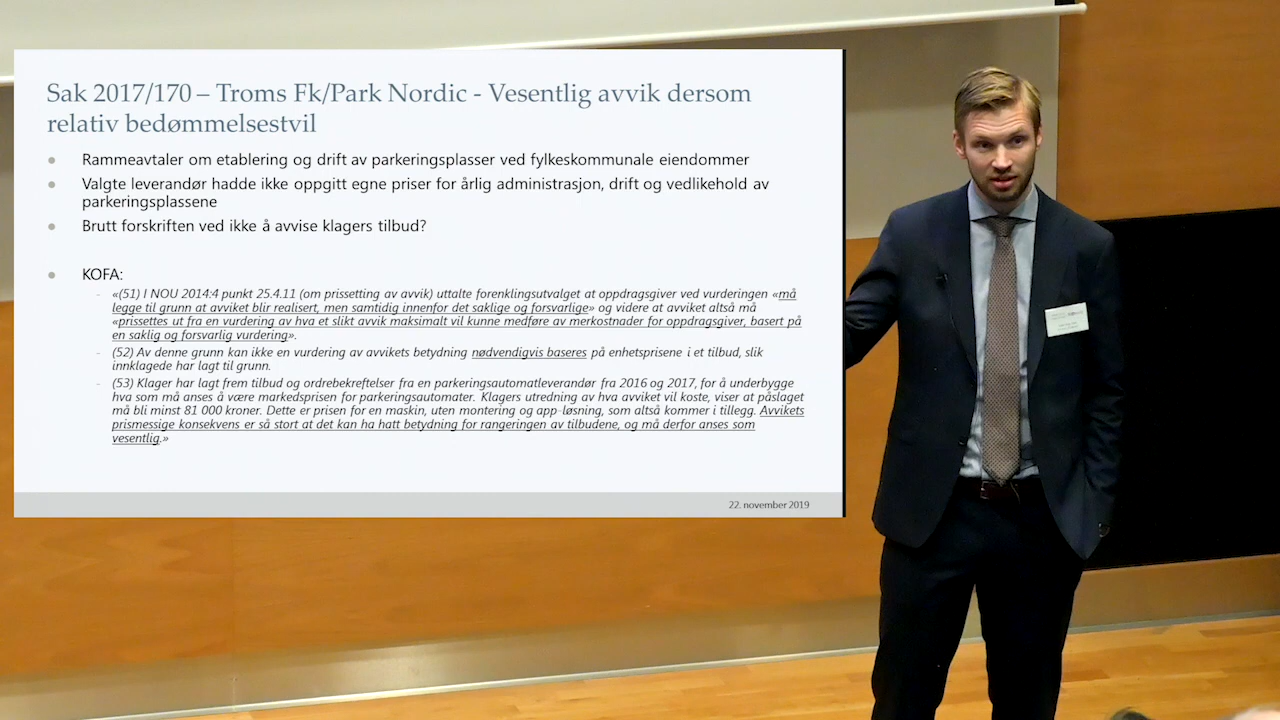 Sak 2017/170 – Troms Fk/Park Nordic - Vesentlig avvik dersom
relativ bedømmelsestvil
Rammeavtaler om etablering og drift av parkeringsplasser ved fylkeskommunale eiendommer
Valgte leverandør hadde ikke oppgitt egne priser for årlig administrasjon, drift og vedlikehold av
parkeringsplassene
Brutt forskriften ved ikke å avvise klagers tilbud?
KOFA:
«(51) I NOU 2014:4 punkt 25.4.11 (om prissetting av avvik) uttalte forenklingsutvalget at oppdragsgiver ved vurderingen «må
legge til grunn at avviket blir realisert, men samtidig innenfor det saklige og forsvarlige» og videre at avviket altså må
«prissettes ut fra en vurdering av hva et slikt avvik maksimalt vil kunne medføre av merkostnader for oppdragsgiver, basert på
en saklig og forsvarlig vurdering».
(52) Av denne grunn kan ikke en vurdering av avvikets betydning nødvendigvis baseres på enhetsprisene i et tilbud, slik
innklagede har lagt til grunn.
(53) Klager har lagt frem tilbud og ordrebekreftelser fra en parkeringsautomatleverandør fra 2016 og 2017, for å underbygge
hva som må anses å være markedsprisen for parkeringsautomater. Klagers utredning av hva avviket vil koste, viser at påslaget
må bli minst 81 000 kroner. Dette er prisen for en maskin, uten montering og app-løsning, som altså kommer i tillegg. Avvikets
prismessige konsekvens er så stort at det kan ha hatt betydning for rangeringen av tilbudene, og må derfor anses som
vesentlig.»
22. november 2019